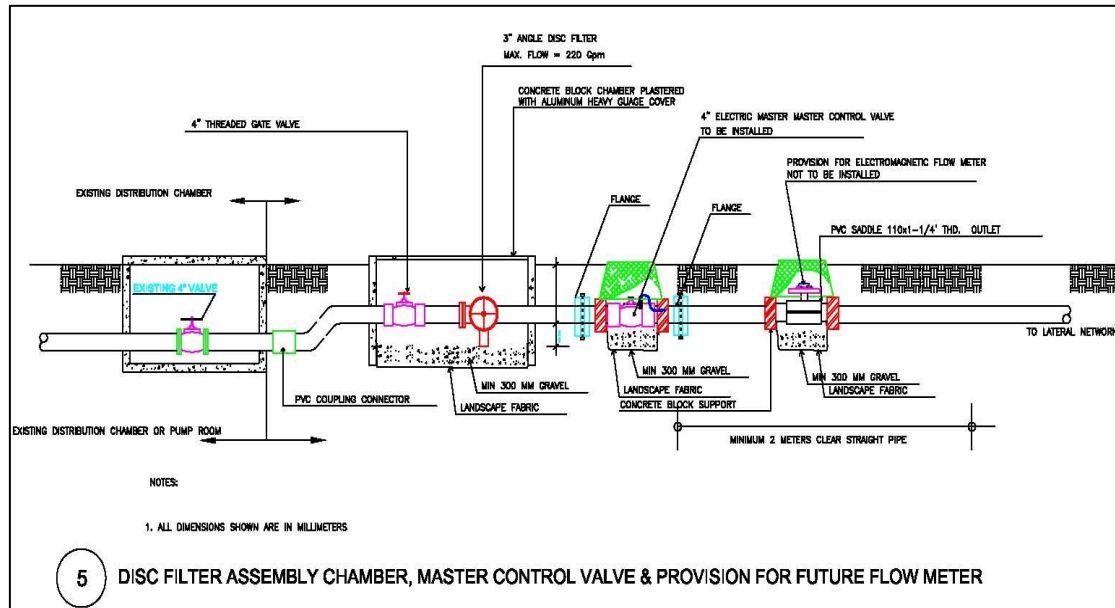 3" ANGLE DISC FILTER
MAX. FLOW = 220 Gpm
CONCRETE BLOCK CHAMBER PLASTERED
WITH ALUMINUM HEAVY GUAGE COVER
4" THREADED GATE VALVE
4" ELECTRIC MASTER MASTER CONTROL VALVE
TO BE INSTALLED
PROVISION FOR ELECTROMAGNETIC FLOW METER
NOT TO BE INSTALLED
EXISTING DISTRIBUTION CHAMBER
FLANGE
FLANGE
PVC SADDLE 110x1-1/4' THD. OUTLET
EXISTING 4" VALVE
TO LATERAL NETWORK
MIN 300 MM GRAVEL
MIN 300 MM GRAVEL
MIN 300 MM GRAVEL
LANDSCAPE FABRIC
LANDSCAPE FABRIC
PVC COUPLING CONNECTOR
LANDSCAPE FABRIC
CONCRETE BLOCK SUPPORT
EXISTING DISTRIBUTION CHAMBER OR PUMP ROOM
MINIMUM 2 METERS CLEAR STRAIGHT PIPE
NOTES:
1. ALL DIMENSIONS SHOWN ARE IN MILLIMETERS
5 DISC FILTER ASSEMBLY CHAMBER, MASTER CONTROL VALVE & PROVISION FOR FUTURE FLOW METER